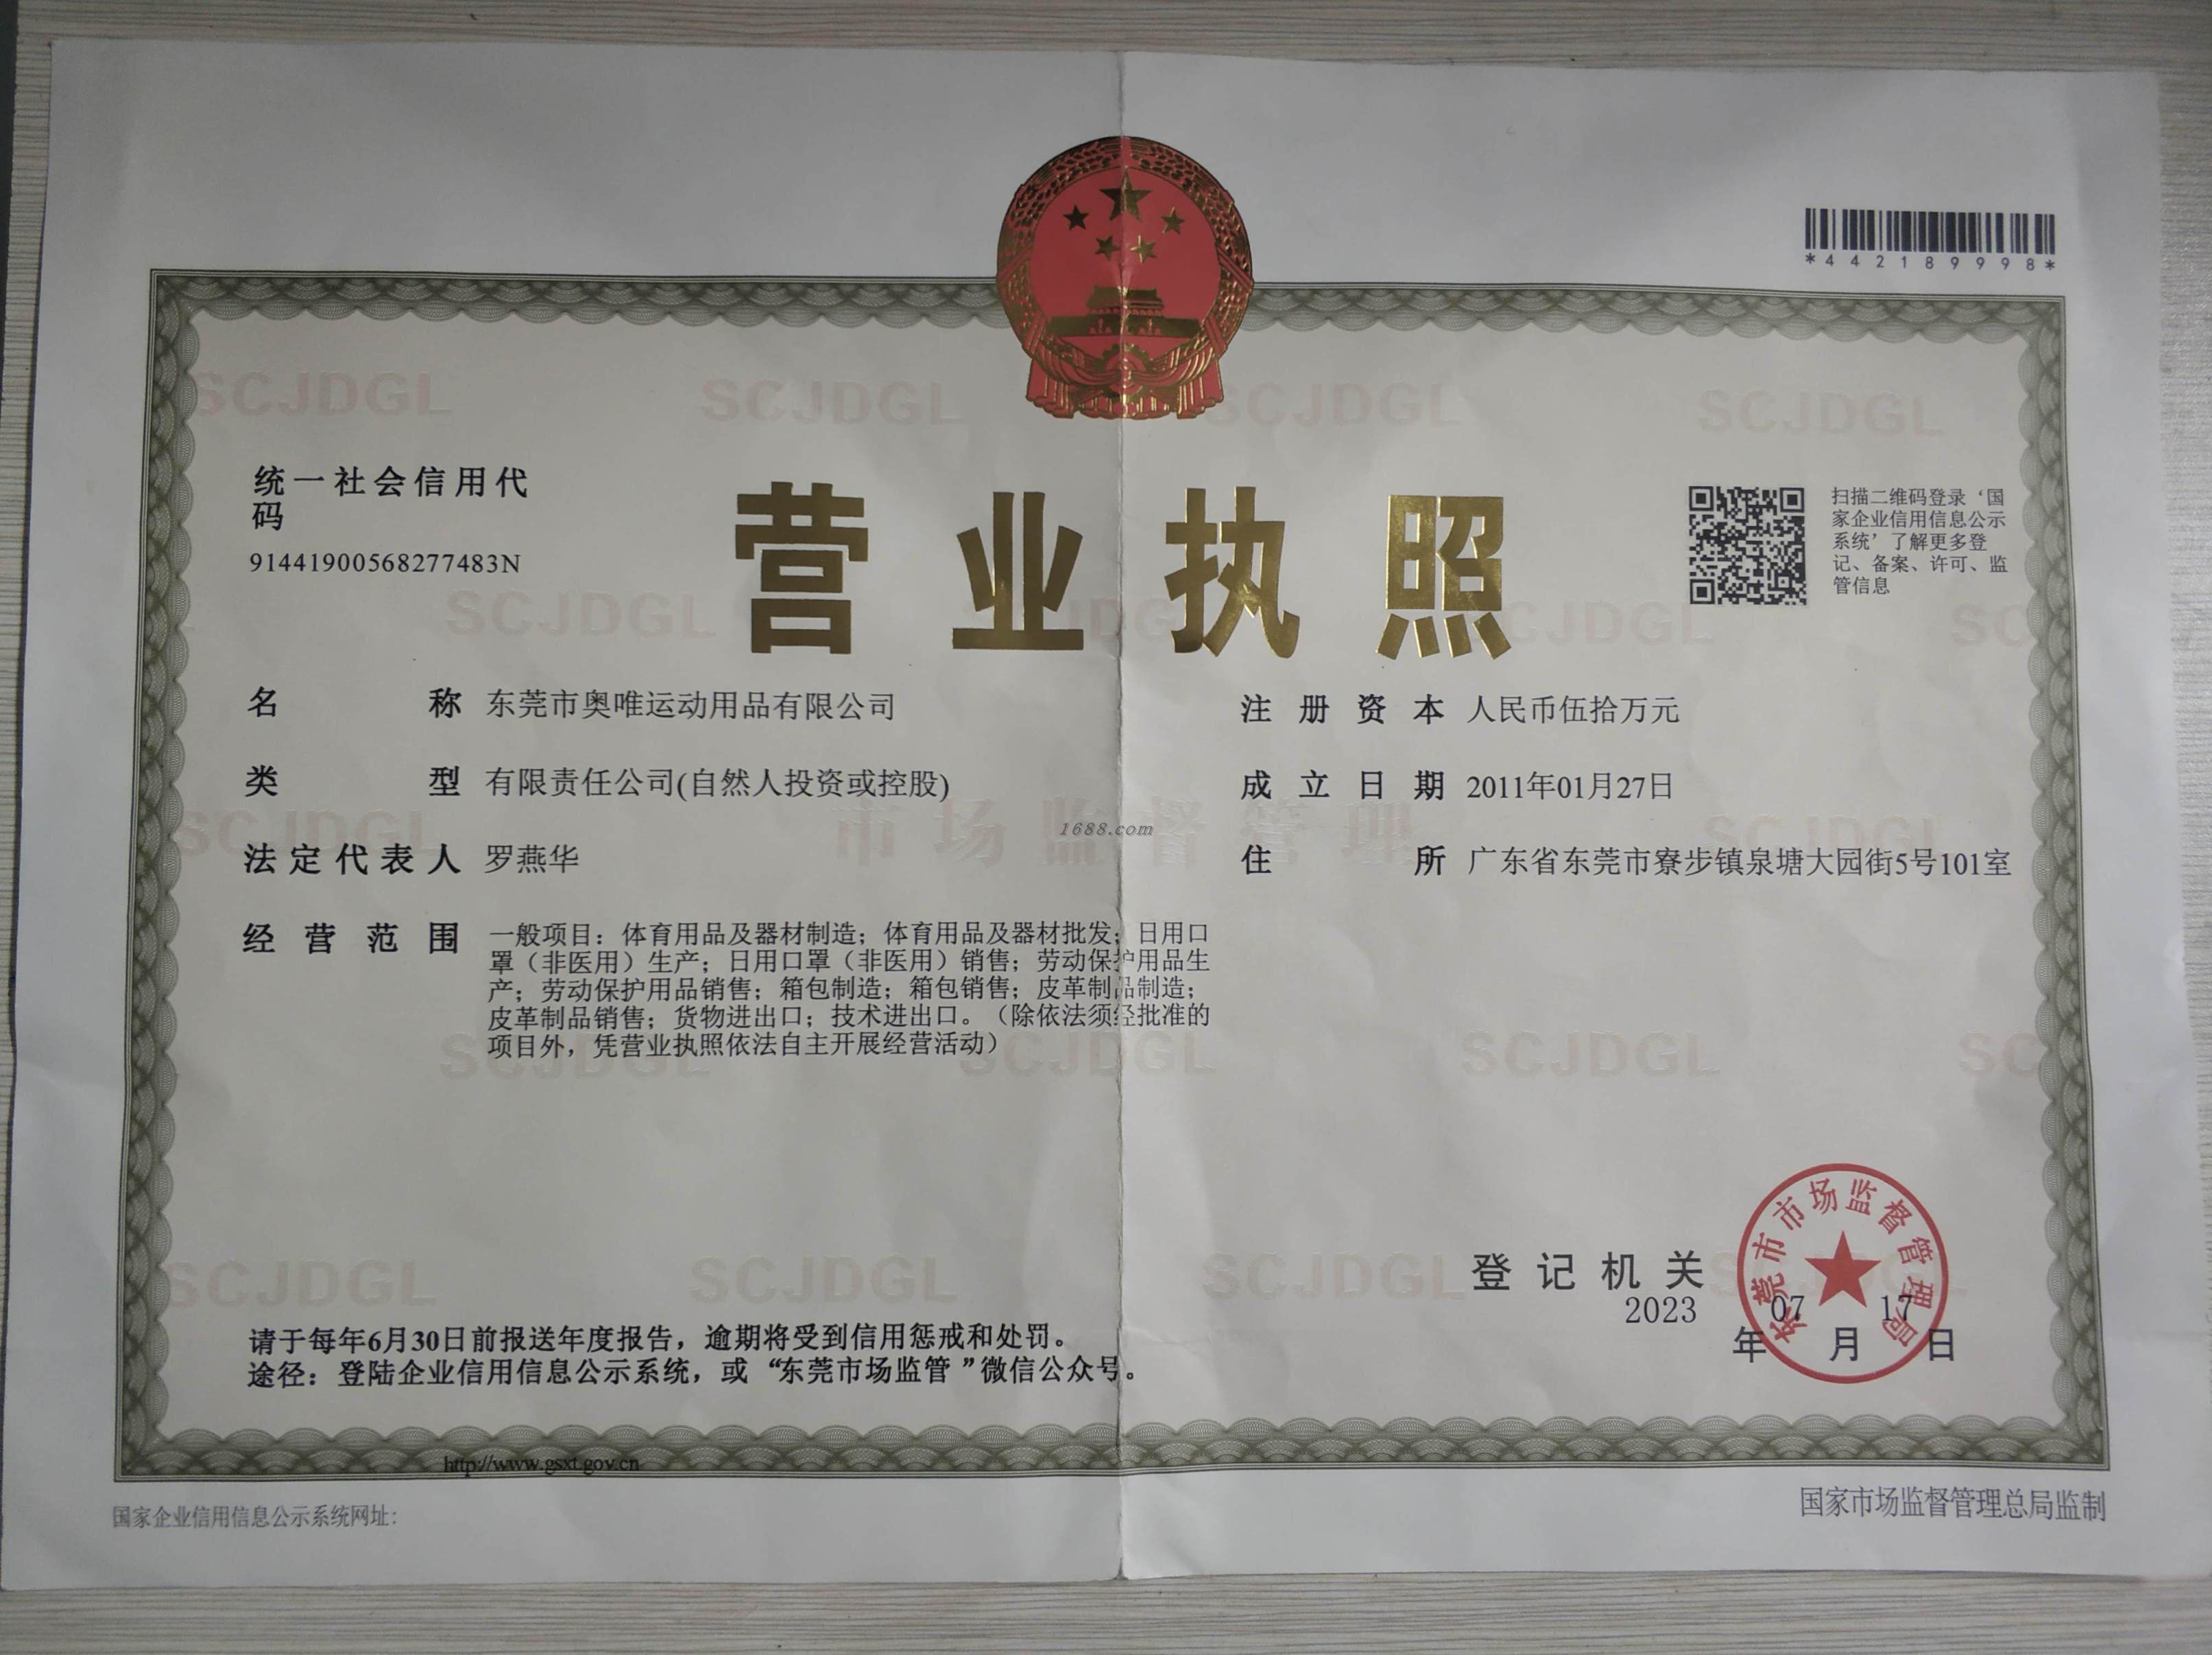 *442189998*
统一社会信用代
码
91441900568277483N
营业执照
扫描二维码登录‘国
家企业信用信息公示
系统’了解更多登
记、备案、许可、监
管信息
名称 东莞市奥唯运动用品有限公司
类型 有限责任公司(自然人投资或控股)
法定代表人 罗燕华
经营范围 一般项目：体育用品及器材制造；体育用品及器材批发；日用口
罩（非医用）生产；日用口罩（非医用）销售；劳动保护用品生
产；劳动保护用品销售；箱包制造；箱包销售；皮革制品制造；
皮革制品销售；货物进出口；技术进出口。（除依法须经批准的
项目外，凭营业执照依法自主开展经营活动）
注册资本 人民币伍拾万元
成立日期 2011年01月27日
住所 广东省东莞市寮步镇泉塘大园街5号101室
SCJDGL SCJDGL SCJDGL SCJDGL
市场监督管理
1688.com
登记机关
东莞市市场监督管理局
2023年07月17日
请于每年6月30日前报送年度报告，逾期将受到信用惩戒和处罚。
途径：登陆企业信用信息公示系统，或“东莞市场监管”微信公众号。
http://www.gsxt.gov.cn
国家企业信用信息公示系统网址：
国家市场监督管理总局监制